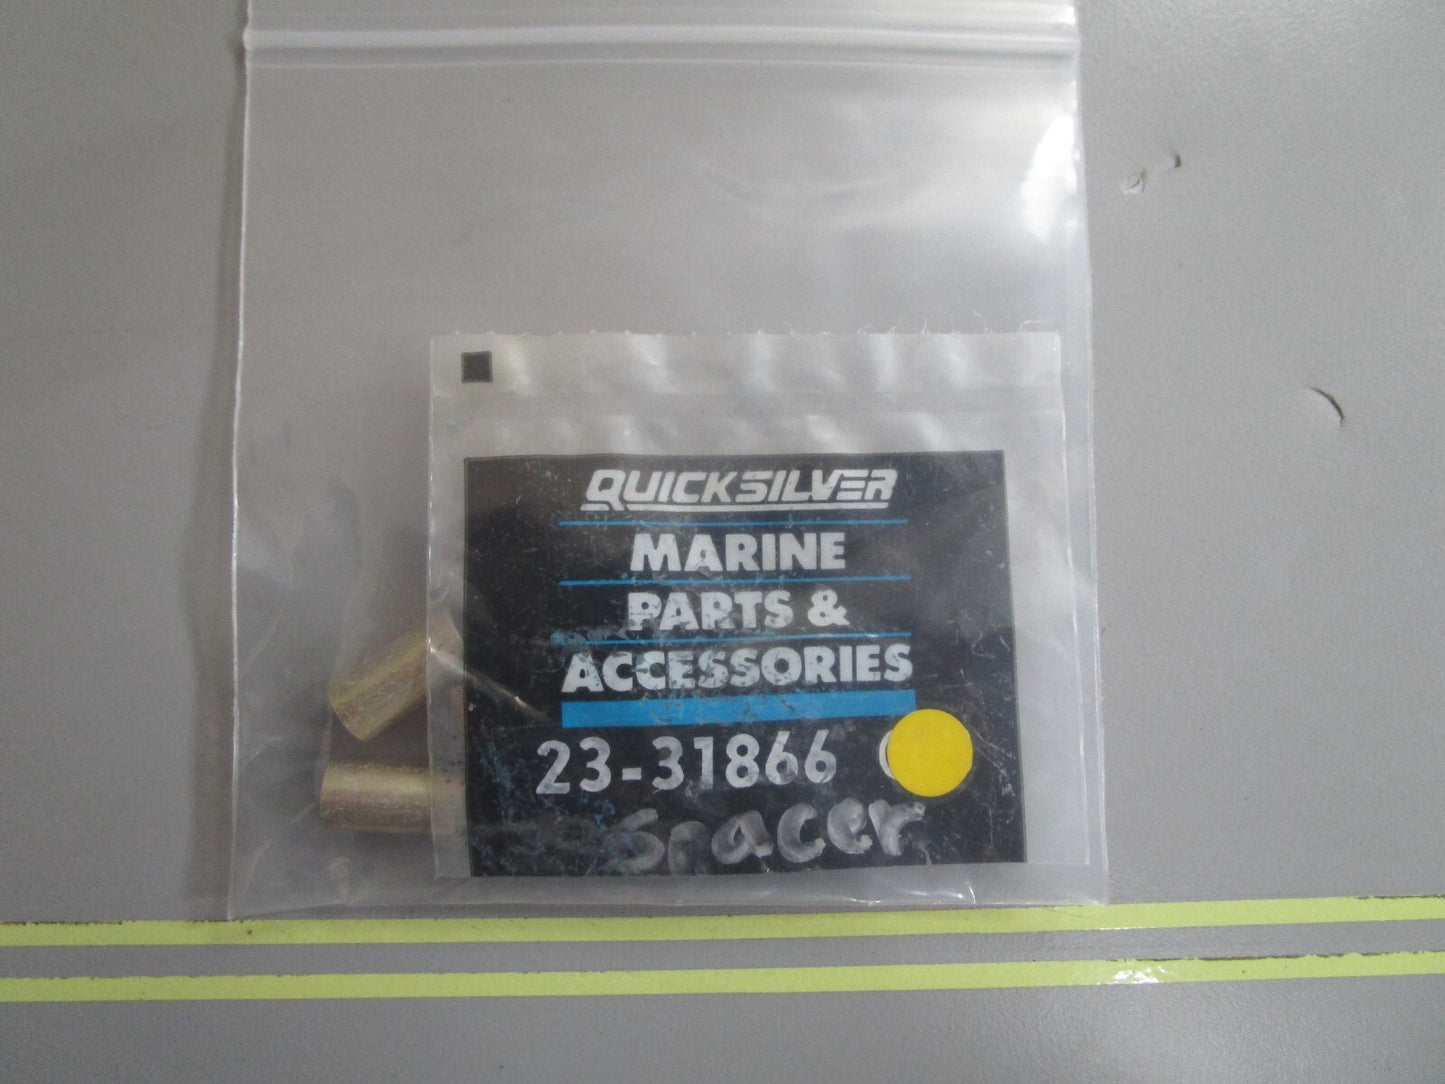 QUICKSILVER
MARINE
PARTS &
ACCESSORIES
23-31866
Spacer